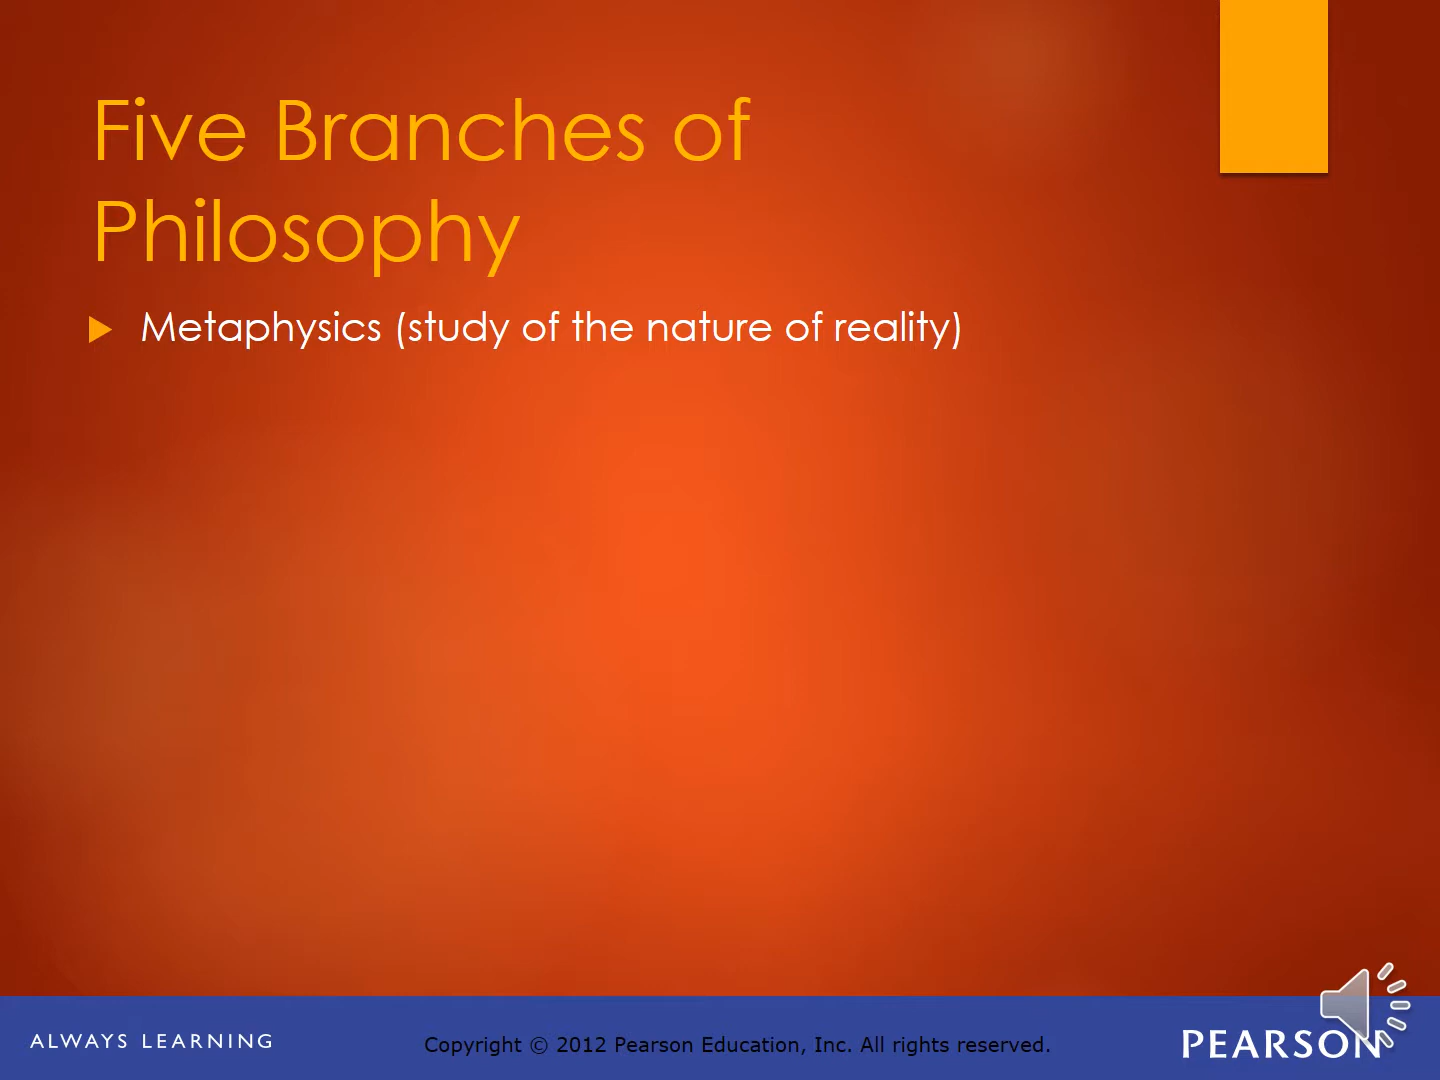 Five Branches of
Philosophy
Metaphysics (study of the nature of reality)
ALWAYS LEARNING
Copyright © 2012 Pearson Education, Inc. All rights reserved.
PEARSON